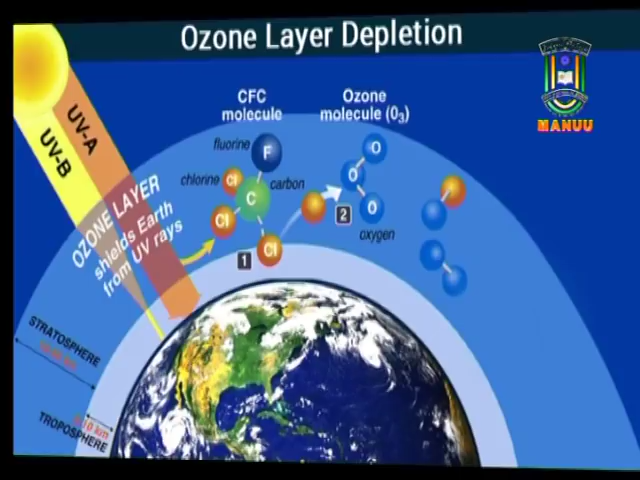 Ozone Layer Depletion
MANUU
CFC
molecule
Ozone
molecule (O3)
UV-A
UV-B
fluorine
F
chlorine
Cl
carbon
C
Cl
Cl
1
2
O
O
O
oxygen
OZONE LAYER
shields Earth
from UV rays
STRATOSPHERE
TROPOSPHERE